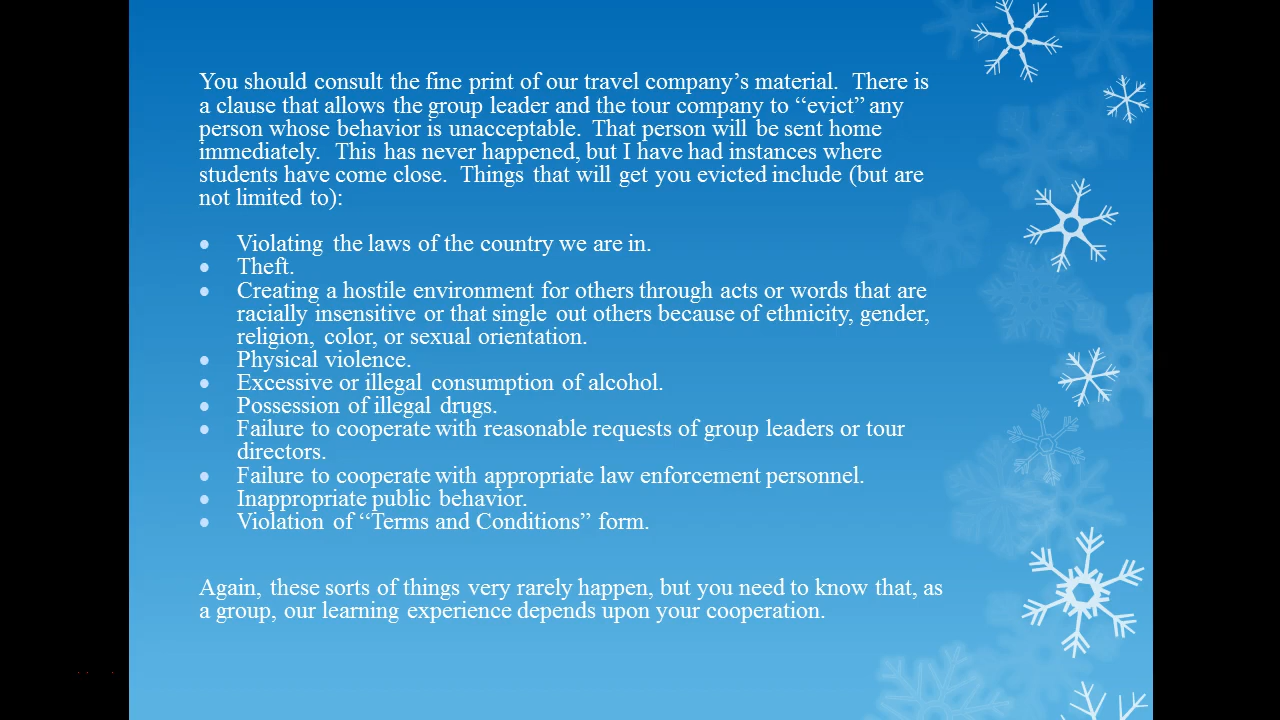 You should consult the fine print of our travel company’s material.  There is
a clause that allows the group leader and the tour company to “evict” any
person whose behavior is unacceptable.  That person will be sent home
immediately.  This has never happened, but I have had instances where
students have come close.  Things that will get you evicted include (but are
not limited to):
• Violating the laws of the country we are in.
• Theft.
• Creating a hostile environment for others through acts or words that are
racially insensitive or that single out others because of ethnicity, gender,
religion, color, or sexual orientation.
• Physical violence.
• Excessive or illegal consumption of alcohol.
• Possession of illegal drugs.
• Failure to cooperate with reasonable requests of group leaders or tour
directors.
• Failure to cooperate with appropriate law enforcement personnel.
• Inappropriate public behavior.
• Violation of “Terms and Conditions” form.
Again, these sorts of things very rarely happen, but you need to know that, as
a group, our learning experience depends upon your cooperation.